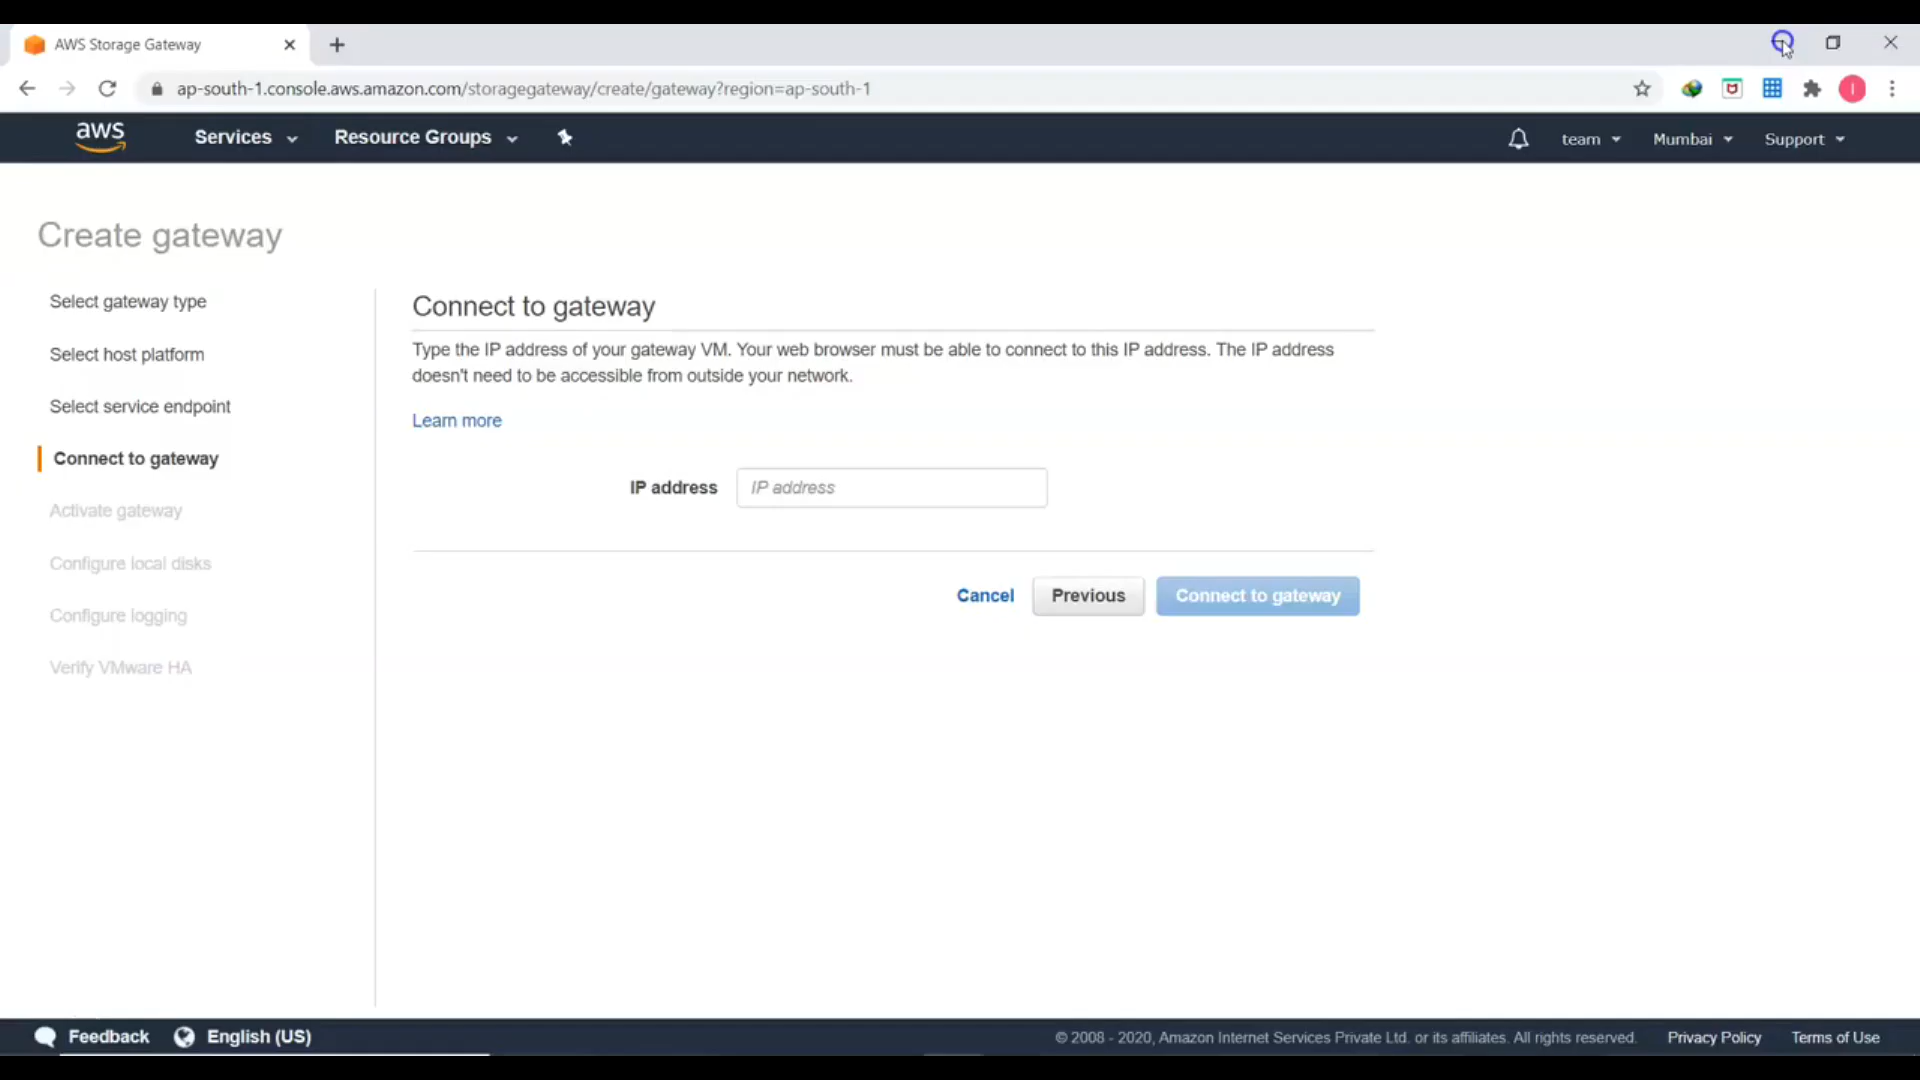 AWS Storage Gateway
ap-south-1.console.aws.amazon.com/storagegateway/create/gateway?region=ap-south-1
I
aws
Services
Resource Groups
team
Mumbai
Support
Create gateway
Select gateway type
Select host platform
Select service endpoint
Connect to gateway
Activate gateway
Configure local disks
Configure logging
Verify VMware HA
Connect to gateway
Type the IP address of your gateway VM. Your web browser must be able to connect to this IP address. The IP address
doesn't need to be accessible from outside your network.
Learn more
IP address
IP address
Cancel
Previous
Connect to gateway
Feedback
English (US)
© 2008 - 2020, Amazon Internet Services Private Ltd. or its affiliates. All rights reserved.
Privacy Policy
Terms of Use